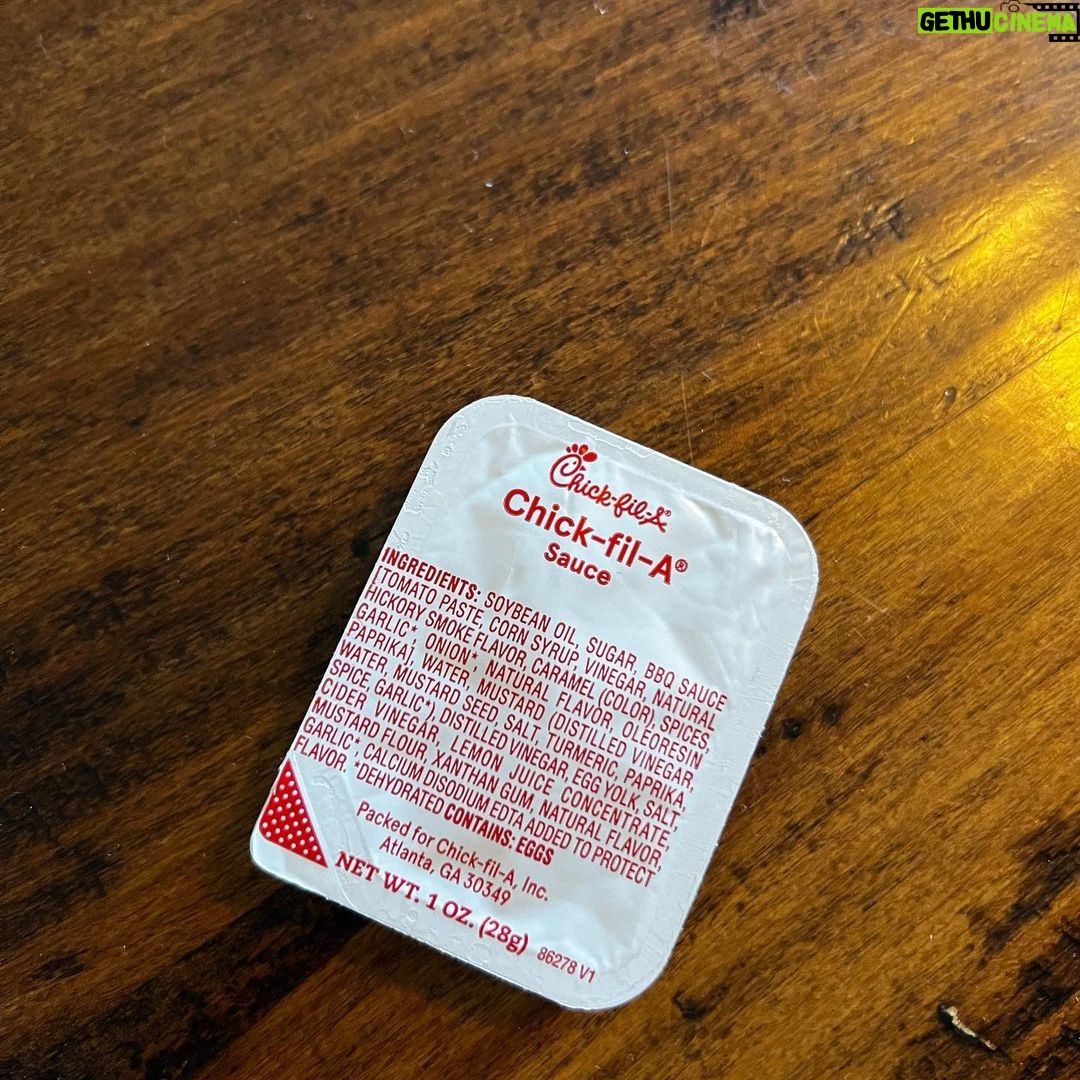 GETHUCINEMA
Chick-fil-A®
Chick-fil-A®
Sauce
INGREDIENTS: SOYBEAN OIL, SUGAR, BBQ SAUCE
(TOMATO PASTE, CORN SYRUP, VINEGAR, NATURAL
HICKORY SMOKE FLAVOR, CARAMEL (COLOR), SPICES
GARLIC*, ONION*, NATURAL FLAVOR, OLEORESIN
PAPRIKA), WATER, MUSTARD (DISTILLED VINEGAR,
WATER, MUSTARD SEED, SALT, TURMERIC, PAPRIKA,
SPICE, GARLIC*), DISTILLED VINEGAR, EGG YOLK, SALT,
CIDER VINEGAR, LEMON JUICE CONCENTRATE,
MUSTARD FLOUR, XANTHAN GUM, NATURAL FLAVOR,
GARLIC*, CALCIUM DISODIUM EDTA ADDED TO PROTECT
FLAVOR. *DEHYDRATED CONTAINS: EGGS
Packed for Chick-fil-A, Inc.
Atlanta, GA 30349
NET WT. 1 OZ. (28g) 86278 V1